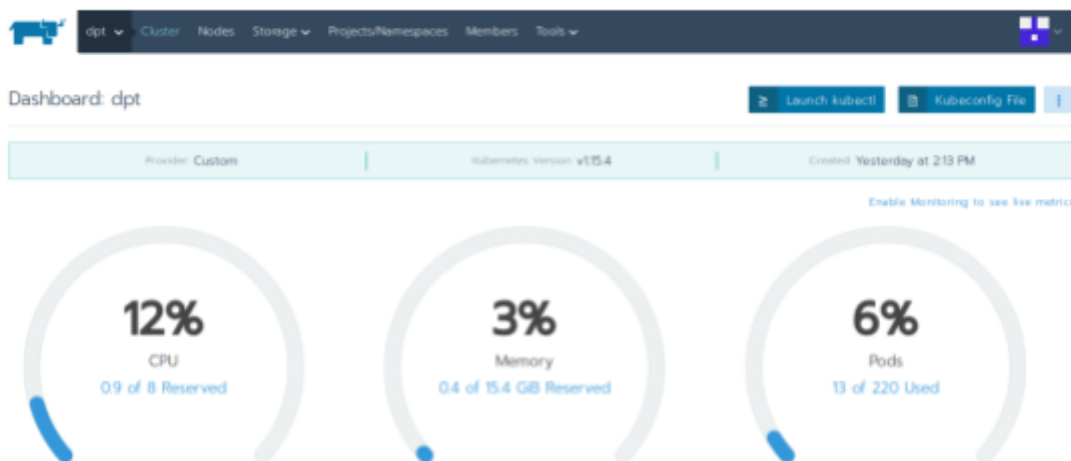 dpt Cluster Nodes Storage Projects/Namespaces Members Tools
Dashboard: dpt
Launch kubectl Kubeconfig File
Provider: Custom Kubernetes Version: v1.15.4 Created: Yesterday at 2:13 PM
Enable Monitoring to see live metrics
12% 3% 6%
CPU Memory Pods
0.9 of 8 Reserved 0.4 of 15.4 GiB Reserved 13 of 220 Used